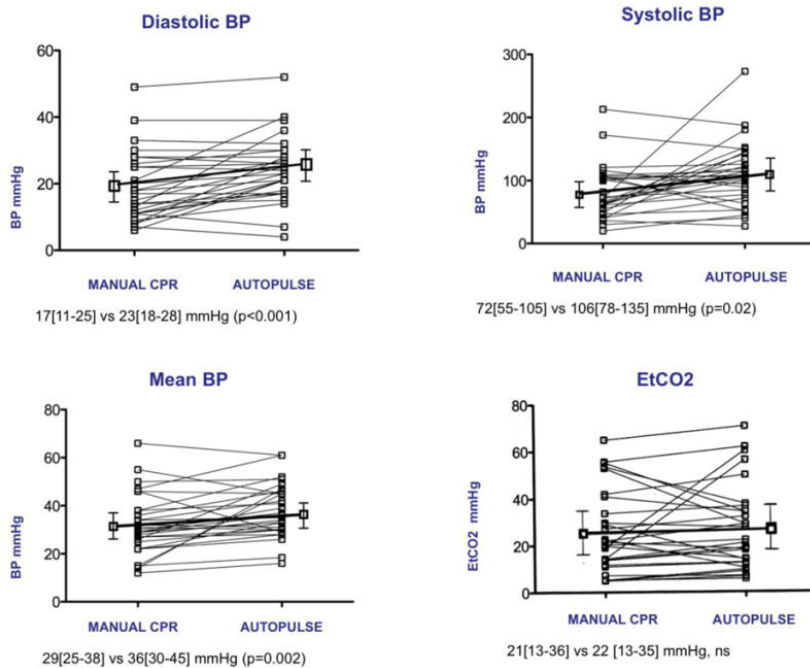 Diastolic BP
60
40
20
0
BP mmHg
MANUAL CPR AUTOPULSE
17[11-25] vs 23[18-28] mmHg (p<0.001)
Systolic BP
300
200
100
0
BP mmHg
MANUAL CPR AUTOPULSE
72[55-105] vs 106[78-135] mmHg (p=0.02)
Mean BP
80
60
40
20
0
BP mmHg
MANUAL CPR AUTOPULSE
29[25-38] vs 36[30-45] mmHg (p=0.002)
EtCO2
80
60
40
20
0
EtCO2 mmHg
MANUAL CPR AUTOPULSE
21[13-36] vs 22 [13-35] mmHg, ns